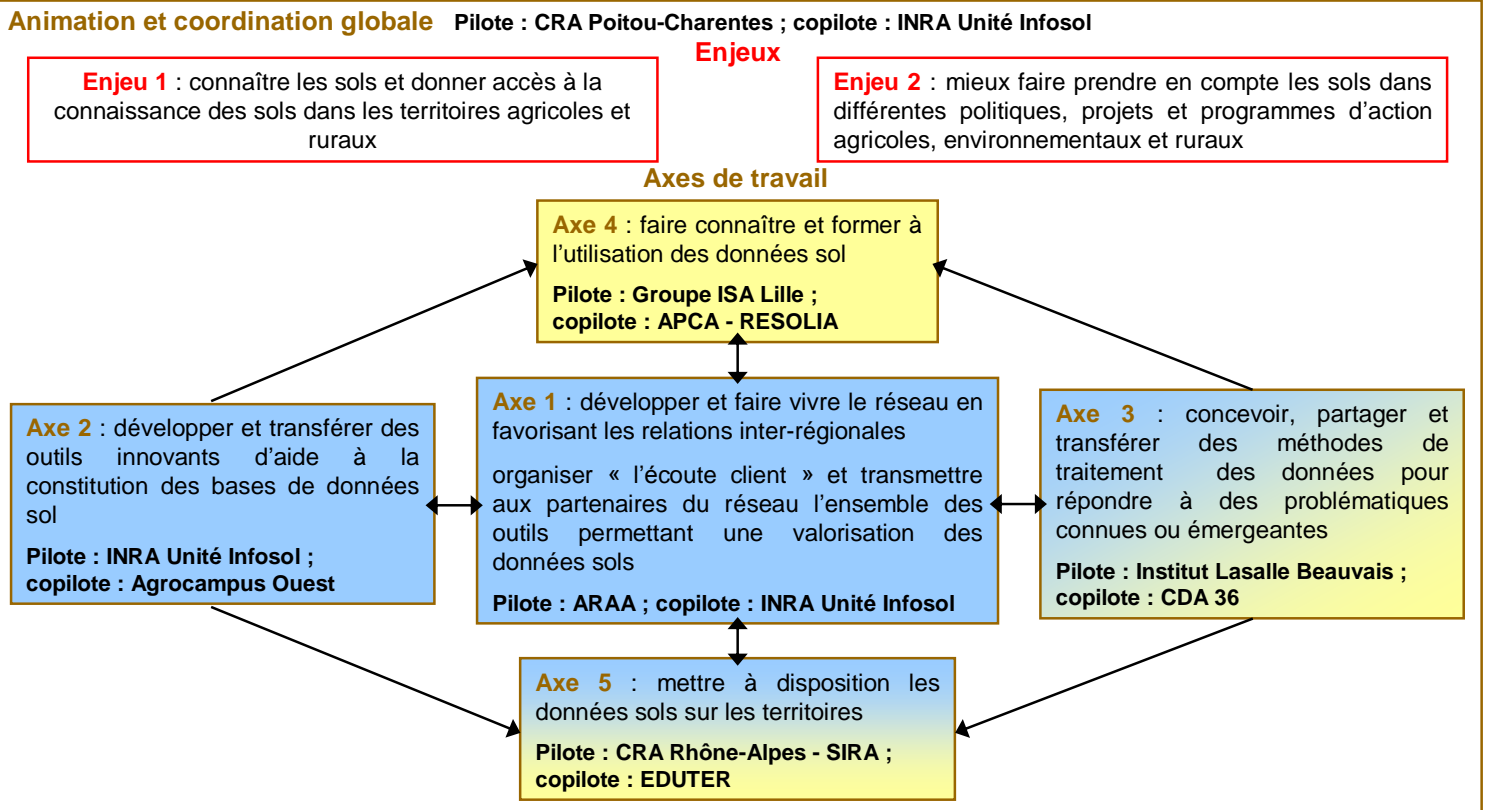 Animation et coordination globale Pilote : CRA Poitou-Charentes ; copilote : INRA Unité Infosol
Enjeux
Enjeu 1 : connaître les sols et donner accès à la
connaissance des sols dans les territoires agricoles et
ruraux
Enjeu 2 : mieux faire prendre en compte les sols dans
différentes politiques, projets et programmes d'action
agricoles, environnementaux et ruraux
Axes de travail
Axe 4 : faire connaître et former à
l'utilisation des données sol
Pilote : Groupe ISA Lille ;
copilote : APCA - RESOLIA
Axe 2 : développer et transférer des
outils innovants d'aide à la
constitution des bases de données
sol
Pilote : INRA Unité Infosol ;
copilote : Agrocampus Ouest
Axe 1 : développer et faire vivre le réseau en
favorisant les relations inter-régionales
organiser « l'écoute client » et transmettre
aux partenaires du réseau l'ensemble des
outils permettant une valorisation des
données sols
Pilote : ARAA ; copilote : INRA Unité Infosol
Axe 3 : concevoir, partager et
transférer des méthodes de
traitement des données pour
répondre à des problématiques
connues ou émergeantes
Pilote : Institut Lasalle Beauvais ;
copilote : CDA 36
Axe 5 : mettre à disposition les
données sols sur les territoires
Pilote : CRA Rhône-Alpes - SIRA ;
copilote : EDUTER